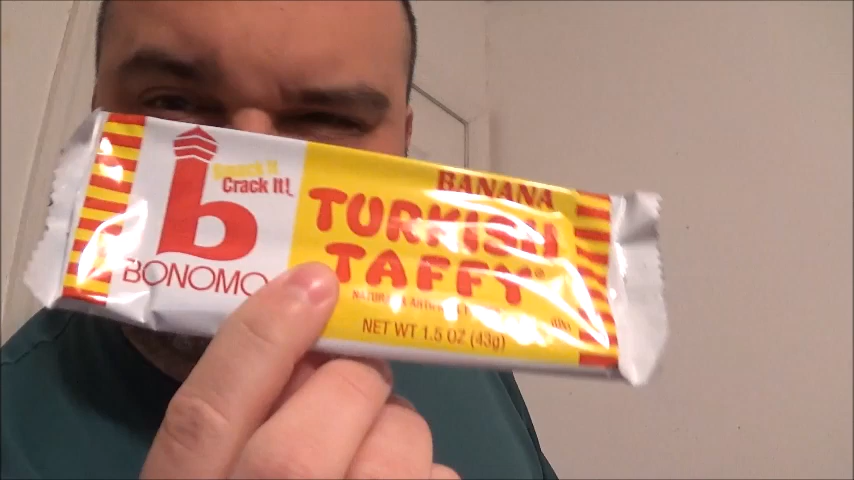 Smack It
Crack It!
b
BONOMO
BANANA
TURKISH
TAFFY®
NET WT 1.5 OZ (43g)